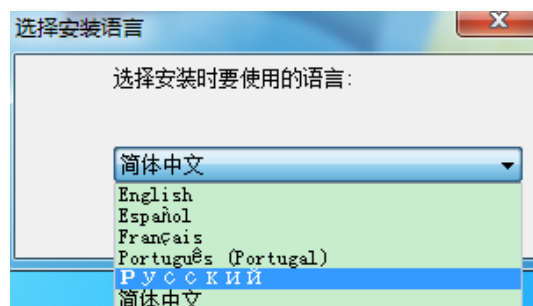 选择安装语言
选择安装时要使用的语言:
简体中文
English
Español
Français
Português (Portugal)
Русский
简体中文